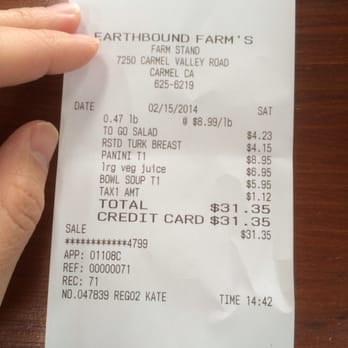 EARTHBOUND FARM'S
FARM STAND
7250 CARMEL VALLEY ROAD
CARMEL CA
625-6219
DATE 02/15/2014 SAT
0.47 lb @ $8.99/lb
TO GO SALAD $4.23
RSTD TURK BREAST $4.15
PANINI T1 $8.95
lrg veg juice $6.95
BOWL SOUP T1 $5.95
TAX1 AMT $1.12
TOTAL $31.35
CREDIT CARD $31.35
SALE $31.35
************4799
APP: 01108C
REF: 00000071
REC: 71
NO.047839 REG02 KATE TIME 14:42